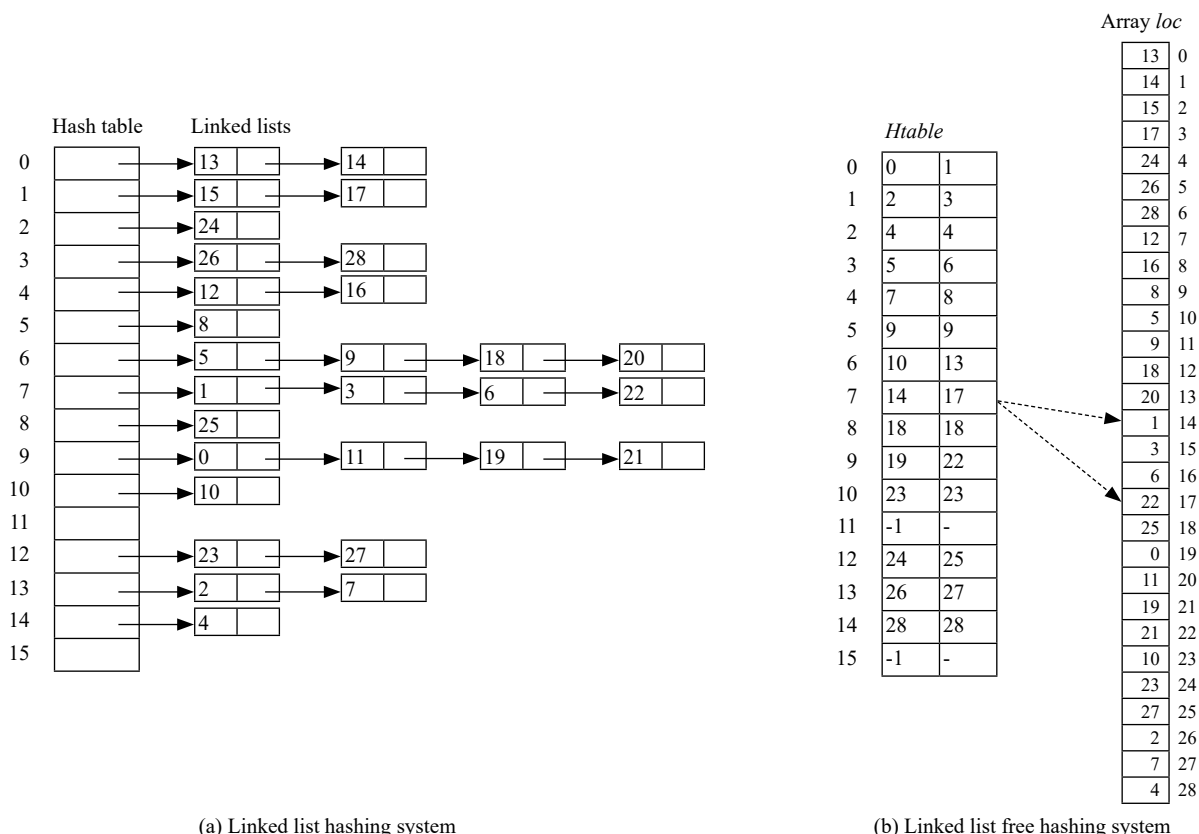 Array loc
Hash table Linked lists
Htable
0 13 14
1 15 17
2 24
3 26 28
4 12 16
5 8
6 5 9 18 20
7 1 3 6 22
8 25
9 0 11 19 21
10 10
11
12 23 27
13 2 7
14 4
15
0 0 1
1 2 3
2 4 4
3 5 6
4 7 8
5 9 9
6 10 13
7 14 17
8 18 18
9 19 22
10 23 23
11 -1 -
12 24 25
13 26 27
14 28 28
15 -1 -
13 0
14 1
15 2
17 3
24 4
26 5
28 6
12 7
16 8
8 9
5 10
9 11
18 12
20 13
1 14
3 15
6 16
22 17
25 18
0 19
11 20
19 21
21 22
10 23
23 24
27 25
2 26
7 27
4 28
(a) Linked list hashing system
(b) Linked list free hashing system